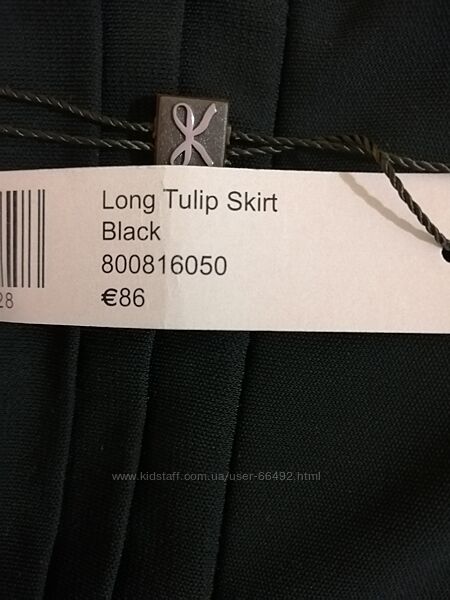 Long Tulip Skirt
Black
800816050
€86
28
www.kidstaff.com.ua/user-66492.html